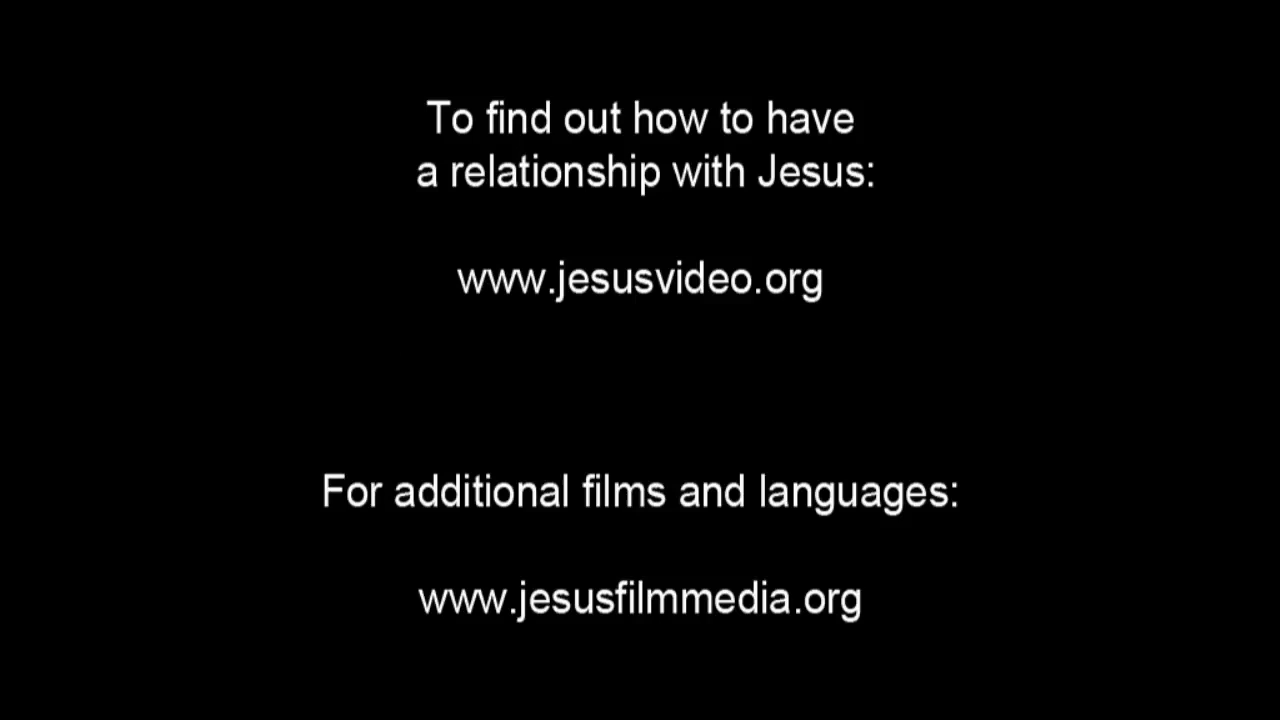 To find out how to have
a relationship with Jesus:
www.jesusvideo.org
For additional films and languages:
www.jesusfilmmedia.org